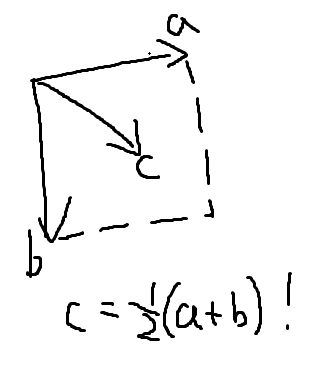 a
c
b
c = 1/2(a+b)!